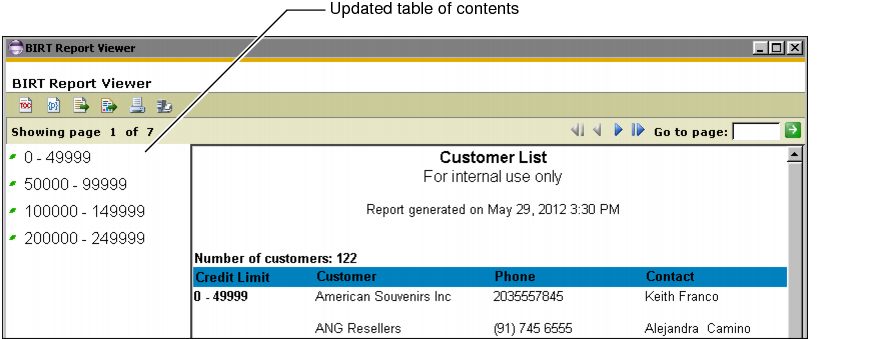 Updated table of contents
BIRT Report Viewer
BIRT Report Viewer
TOC
Showing page 1 of 7
Go to page:
0 - 49999
50000 - 99999
100000 - 149999
200000 - 249999
Customer List
For internal use only
Report generated on May 29, 2012 3:30 PM
Number of customers: 122
Credit Limit Customer Phone Contact
0 - 49999 American Souvenirs Inc 2035557845 Keith Franco
ANG Resellers (91) 745 6555 Alejandra Camino